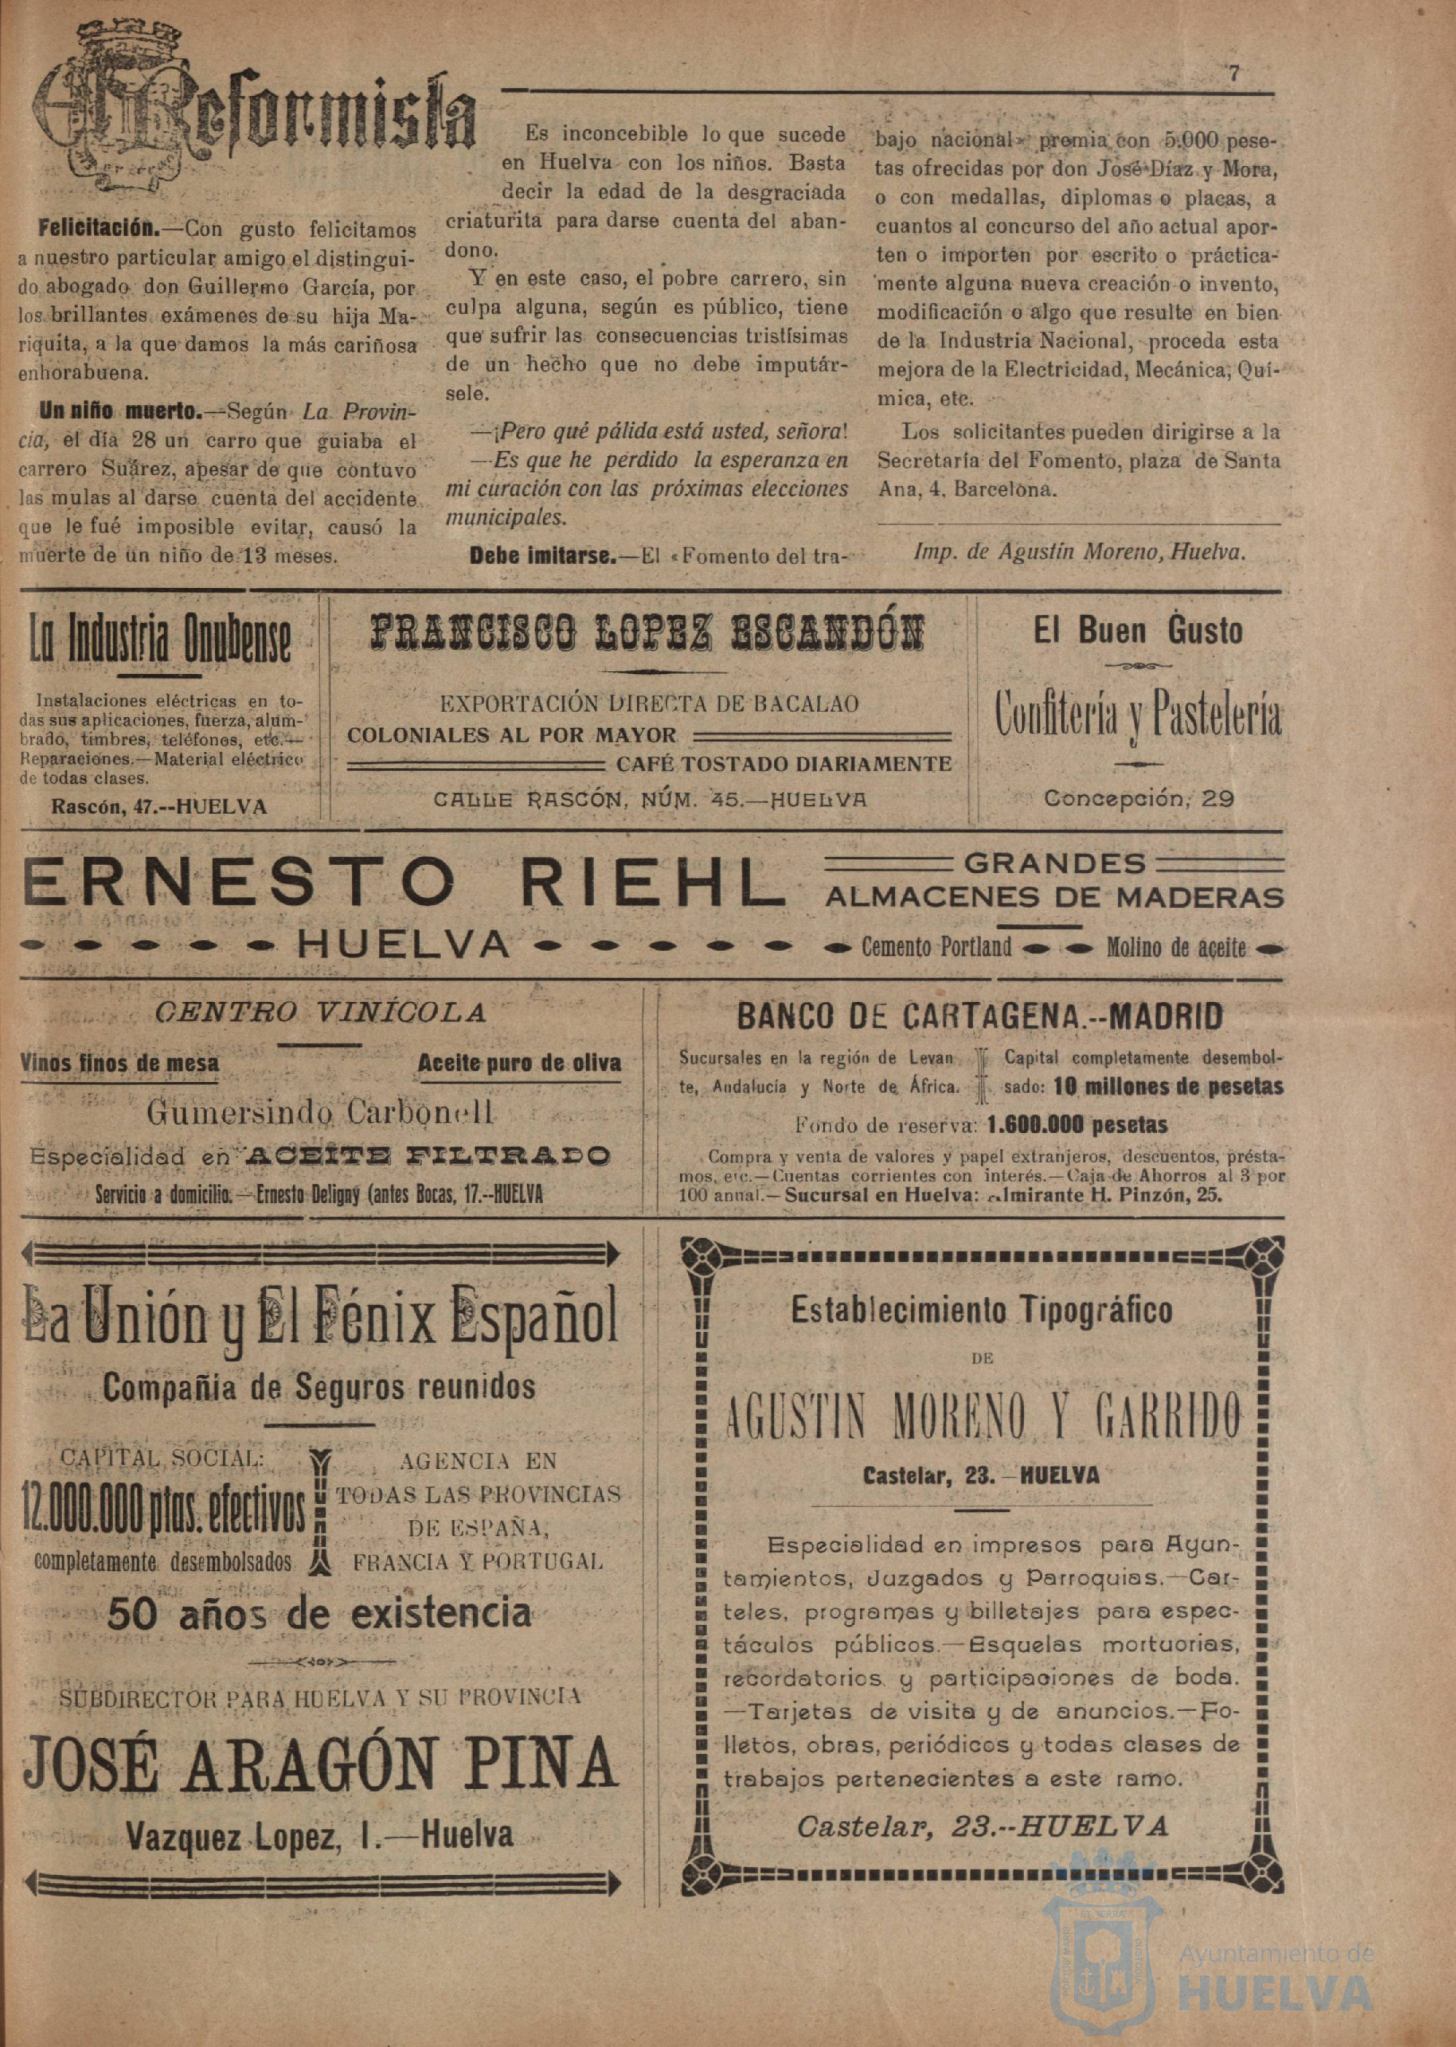 El Reformista
7
Felicitación.—Con gusto felicitamos
a nuestro particular amigo el distingui-
do abogado don Guillermo García, por
los brillantes exámenes de su hija Ma-
riquita, a la que damos la más cariñosa
enhorabuena.
Un niño muerto.—Según La Provin-
cia, el día 28 un carro que guiaba el
carrero Suárez, apesar de que contuvo
las mulas al darse cuenta del accidente
que le fué imposible evitar, causó la
muerte de un niño de 13 meses.
Es inconcebible lo que sucede
en Huelva con los niños. Basta
decir la edad de la desgraciada
criaturita para darse cuenta del aban-
dono.
Y en este caso, el pobre carrero, sin
culpa alguna, según es público, tiene
que sufrir las consecuencias tristísimas
de un hecho que no debe imputár-
sele.
—¡Pero qué pálida está usted, señora!
—Es que he perdido la esperanza en
mi curación con las próximas elecciones
municipales.
Debe imitarse.—El «Fomento del tra-
bajo nacional» premia con 5.000 pese-
tas ofrecidas por don José Díaz y Mora,
o con medallas, diplomas o placas, a
cuantos al concurso del año actual apor-
ten o importen por escrito o práctica-
mente alguna nueva creación o invento,
modificación o algo que resulte en bien
de la Industria Nacional, proceda esta
mejora de la Electricidad, Mecánica, Quí-
mica, etc.
Los solicitantes pueden dirigirse a la
Secretaría del Fomento, plaza de Santa
Ana, 4, Barcelona.
Imp. de Agustín Moreno, Huelva.
La Industria Onubense
Instalaciones eléctricas en to-
das sus aplicaciones, fuerza, alum-
brado, timbres, teléfonos, etc.—
Reparaciones.—Material eléctrico
de todas clases.
Rascón, 47.--HUELVA
FRANCISCO LOPEZ ESCANDÓN
EXPORTACIÓN DIRECTA DE BACALAO
COLONIALES AL POR MAYOR
CAFÉ TOSTADO DIARIAMENTE
CALLE RASCÓN, NÚM. 45.—HUELVA
El Buen Gusto
Confitería y Pastelería
Concepción, 29
ERNESTO RIEHL
HUELVA
GRANDES
ALMACENES DE MADERAS
Cemento Portland
Molino de aceite
CENTRO VINÍCOLA
Vinos finos de mesa
Aceite puro de oliva
Gumersindo Carbonell
Especialidad en ACEITE FILTRADO
Servicio a domicilio.—Ernesto Deligny (antes Bocas, 17.--HUELVA
BANCO DE CARTAGENA.--MADRID
Sucursales en la región de Levan
te, Andalucía y Norte de África.
Capital completamente desembol-
sado: 10 millones de pesetas
Fondo de reserva: 1.600.000 pesetas
Compra y venta de valores y papel extranjeros, descuentos, présta-
mos, etc.—Cuentas corrientes con interés.—Caja de Ahorros al 3 por
100 annal.—Sucursal en Huelva: Almirante H. Pinzón, 25.
La Unión y El Fénix Español
Compañia de Seguros reunidos
CAPITAL SOCIAL:
12.000.000 ptas. efectivos
completamente desembolsados
AGENCIA EN
TODAS LAS PROVINCIAS
DE ESPAÑA,
FRANCIA Y PORTUGAL
50 años de existencia
SUBDIRECTOR PARA HUELVA Y SU PROVINCIA
JOSÉ ARAGÓN PINA
Vazquez Lopez, 1.—Huelva
Establecimiento Tipográfico
DE
AGUSTIN MORENO Y GARRIDO
Castelar, 23.—HUELVA
Especialidad en impresos para Ayun-
tamientos, Juzgados y Parroquias.—Car-
teles, programas y billetajes para espec-
táculos públicos.—Esquelas mortuorias,
recordatorios y participaciones de boda.
—Tarjetas de visita y de anuncios.—Fo-
lletos, obras, periódicos y todas clases de
trabajos pertenecientes a este ramo.
Castelar, 23.--HUELVA
Ayuntamiento de
HUELVA